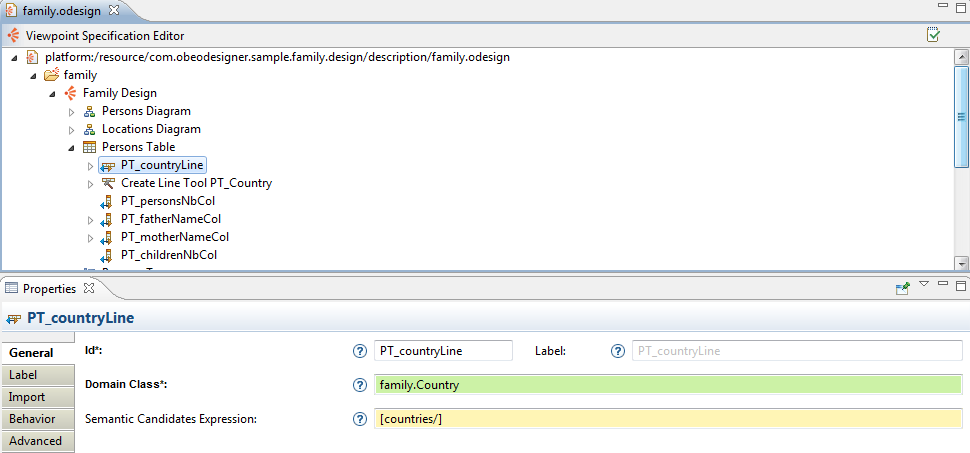 family.odesign
Viewpoint Specification Editor
platform:/resource/com.obeodesigner.sample.family.design/description/family.odesign
family
Family Design
Persons Diagram
Locations Diagram
Persons Table
PT_countryLine
Create Line Tool PT_Country
PT_personsNbCol
PT_fatherNameCol
PT_motherNameCol
PT_childrenNbCol
Properties
PT_countryLine
General
Id*:
PT_countryLine
Label:
PT_countryLine
Label
Domain Class*:
family.Country
Import
Behavior
Semantic Candidates Expression:
[countries/]
Advanced